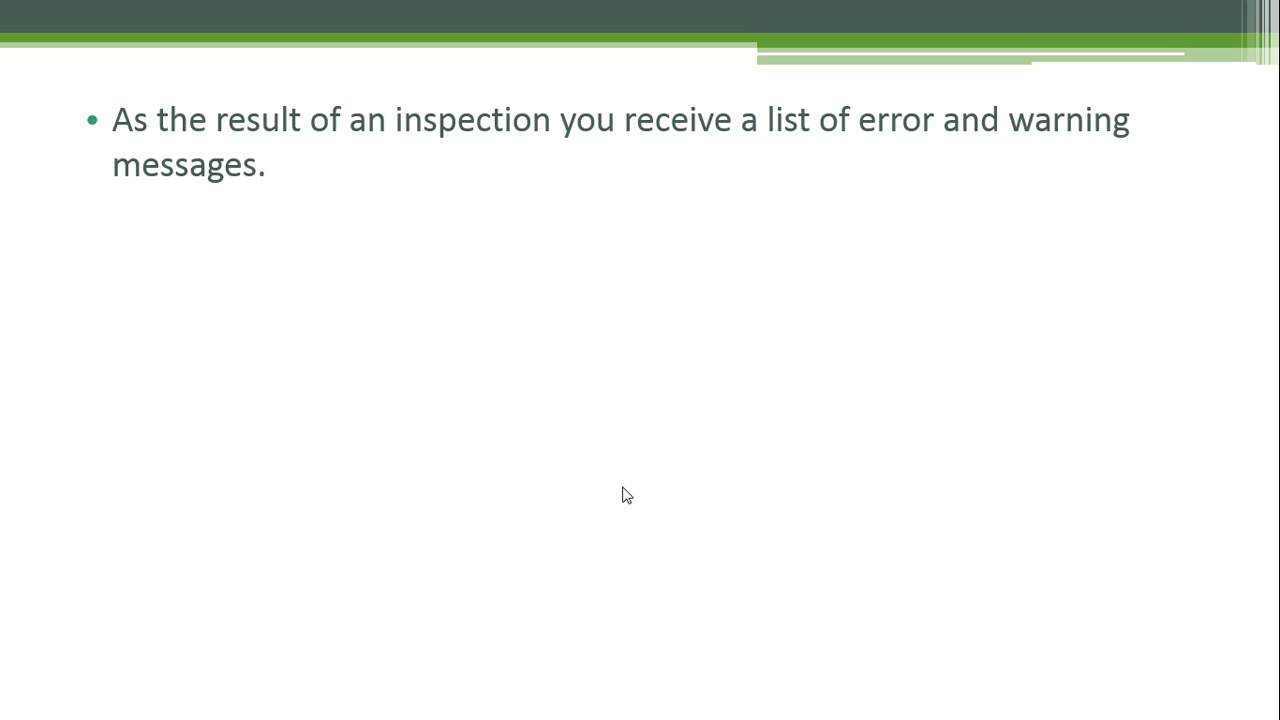 • As the result of an inspection you receive a list of error and warning
messages.